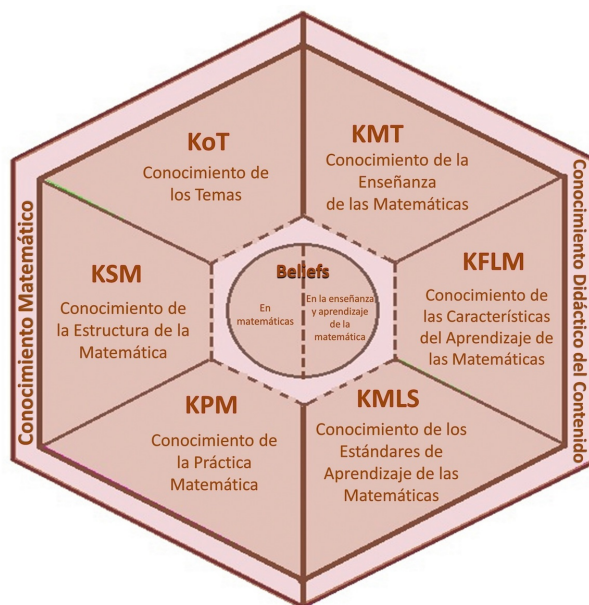 Conocimiento Matemático
KoT
Conocimiento de
los Temas
KMT
Conocimiento de la
Enseñanza
de las Matemáticas
KSM
Conocimiento de
la Estructura de la
Matemática
Beliefs
En
matemáticas
En la enseñanza
y aprendizaje
de la
matemática
KFLM
Conocimiento de
las Características
del Aprendizaje de
las Matemáticas
KPM
Conocimiento de
la Práctica
Matemática
KMLS
Conocimiento de los
Estándares de
Aprendizaje de las
Matemáticas
Conocimiento Didáctico del Contenido